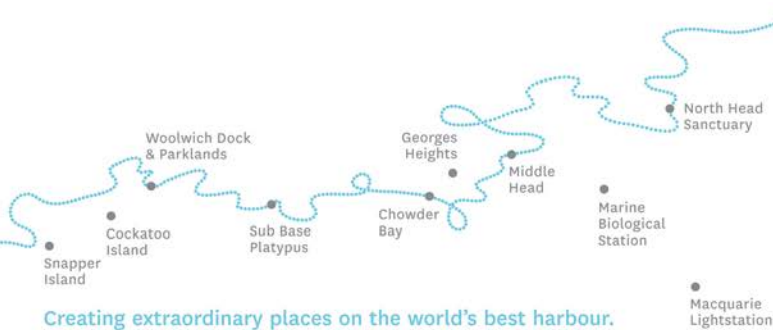 North Head
Sanctuary
Woolwich Dock
& Parklands
Georges
Heights
Middle
Head
Marine
Biological
Station
Chowder
Bay
Sub Base
Platypus
Cockatoo
Island
Snapper
Island
Macquarie
Lightstation
Creating extraordinary places on the world's best harbour.